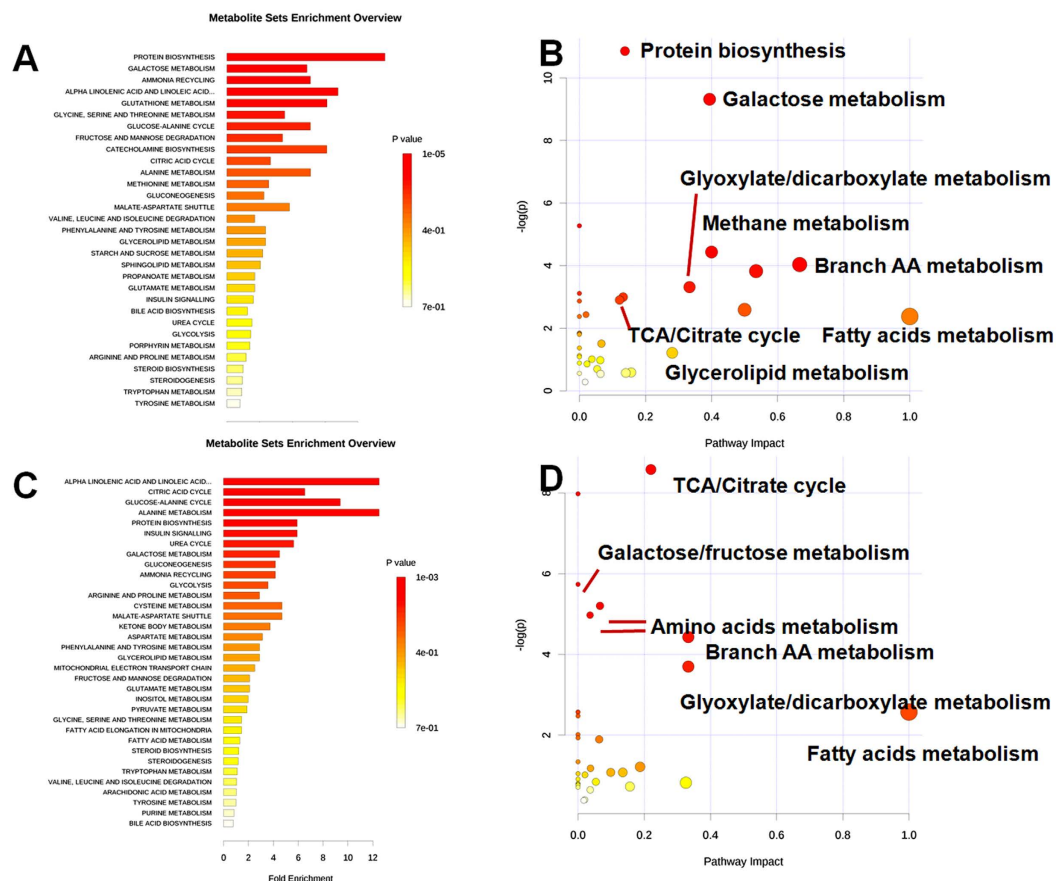 Metabolite Sets Enrichment Overview
A
PROTEIN BIOSYNTHESIS
GALACTOSE METABOLISM
AMMONIA RECYCLING
ALPHA LINOLENIC ACID AND LINOLEIC ACID...
GLUTATHIONE METABOLISM
GLYCINE, SERINE AND THREONINE METABOLISM
GLUCOSE-ALANINE CYCLE
FRUCTOSE AND MANNOSE DEGRADATION
CATECHOLAMINE BIOSYNTHESIS
CITRIC ACID CYCLE
ALANINE METABOLISM
METHIONINE METABOLISM
GLUCONEOGENESIS
MALATE-ASPARTATE SHUTTLE
VALINE, LEUCINE AND ISOLEUCINE DEGRADATION
PHENYLALANINE AND TYROSINE METABOLISM
GLYCEROLIPID METABOLISM
STARCH AND SUCROSE METABOLISM
SPHINGOLIPID METABOLISM
PROPANOATE METABOLISM
GLUTAMATE METABOLISM
INSULIN SIGNALLING
BILE ACID BIOSYNTHESIS
UREA CYCLE
GLYCOLYSIS
PORPHYRIN METABOLISM
ARGININE AND PROLINE METABOLISM
STEROID BIOSYNTHESIS
STEROIDOGENESIS
TRYPTOPHAN METABOLISM
TYROSINE METABOLISM
P value
1e-05
4e-01
7e-01
B
Protein biosynthesis
Galactose metabolism
Glyoxylate/dicarboxylate metabolism
Methane metabolism
Branch AA metabolism
TCA/Citrate cycle
Fatty acids metabolism
Glycerolipid metabolism
-log(p)
10
8
6
4
2
0
0.0 0.2 0.4 0.6 0.8 1.0
Pathway Impact
Metabolite Sets Enrichment Overview
C
ALPHA LINOLENIC ACID AND LINOLEIC ACID...
CITRIC ACID CYCLE
GLUCOSE-ALANINE CYCLE
ALANINE METABOLISM
PROTEIN BIOSYNTHESIS
INSULIN SIGNALLING
UREA CYCLE
GALACTOSE METABOLISM
GLUCONEOGENESIS
AMMONIA RECYCLING
GLYCOLYSIS
ARGININE AND PROLINE METABOLISM
CYSTEINE METABOLISM
MALATE-ASPARTATE SHUTTLE
KETONE BODY METABOLISM
ASPARTATE METABOLISM
PHENYLALANINE AND TYROSINE METABOLISM
GLYCEROLIPID METABOLISM
MITOCHONDRIAL ELECTRON TRANSPORT CHAIN
FRUCTOSE AND MANNOSE DEGRADATION
GLUTAMATE METABOLISM
INOSITOL METABOLISM
PYRUVATE METABOLISM
GLYCINE, SERINE AND THREONINE METABOLISM
FATTY ACID ELONGATION IN MITOCHONDRIA
FATTY ACID METABOLISM
STEROID BIOSYNTHESIS
STEROIDOGENESIS
TRYPTOPHAN METABOLISM
VALINE, LEUCINE AND ISOLEUCINE DEGRADATION
ARACHIDONIC ACID METABOLISM
TYROSINE METABOLISM
PURINE METABOLISM
BILE ACID BIOSYNTHESIS
0 2 4 6 8 10 12
Fold Enrichment
P value
1e-03
4e-01
7e-01
D
TCA/Citrate cycle
Galactose/fructose metabolism
Amino acids metabolism
Branch AA metabolism
Glyoxylate/dicarboxylate metabolism
Fatty acids metabolism
-log(p)
8
6
4
2
0.0 0.2 0.4 0.6 0.8 1.0
Pathway Impact